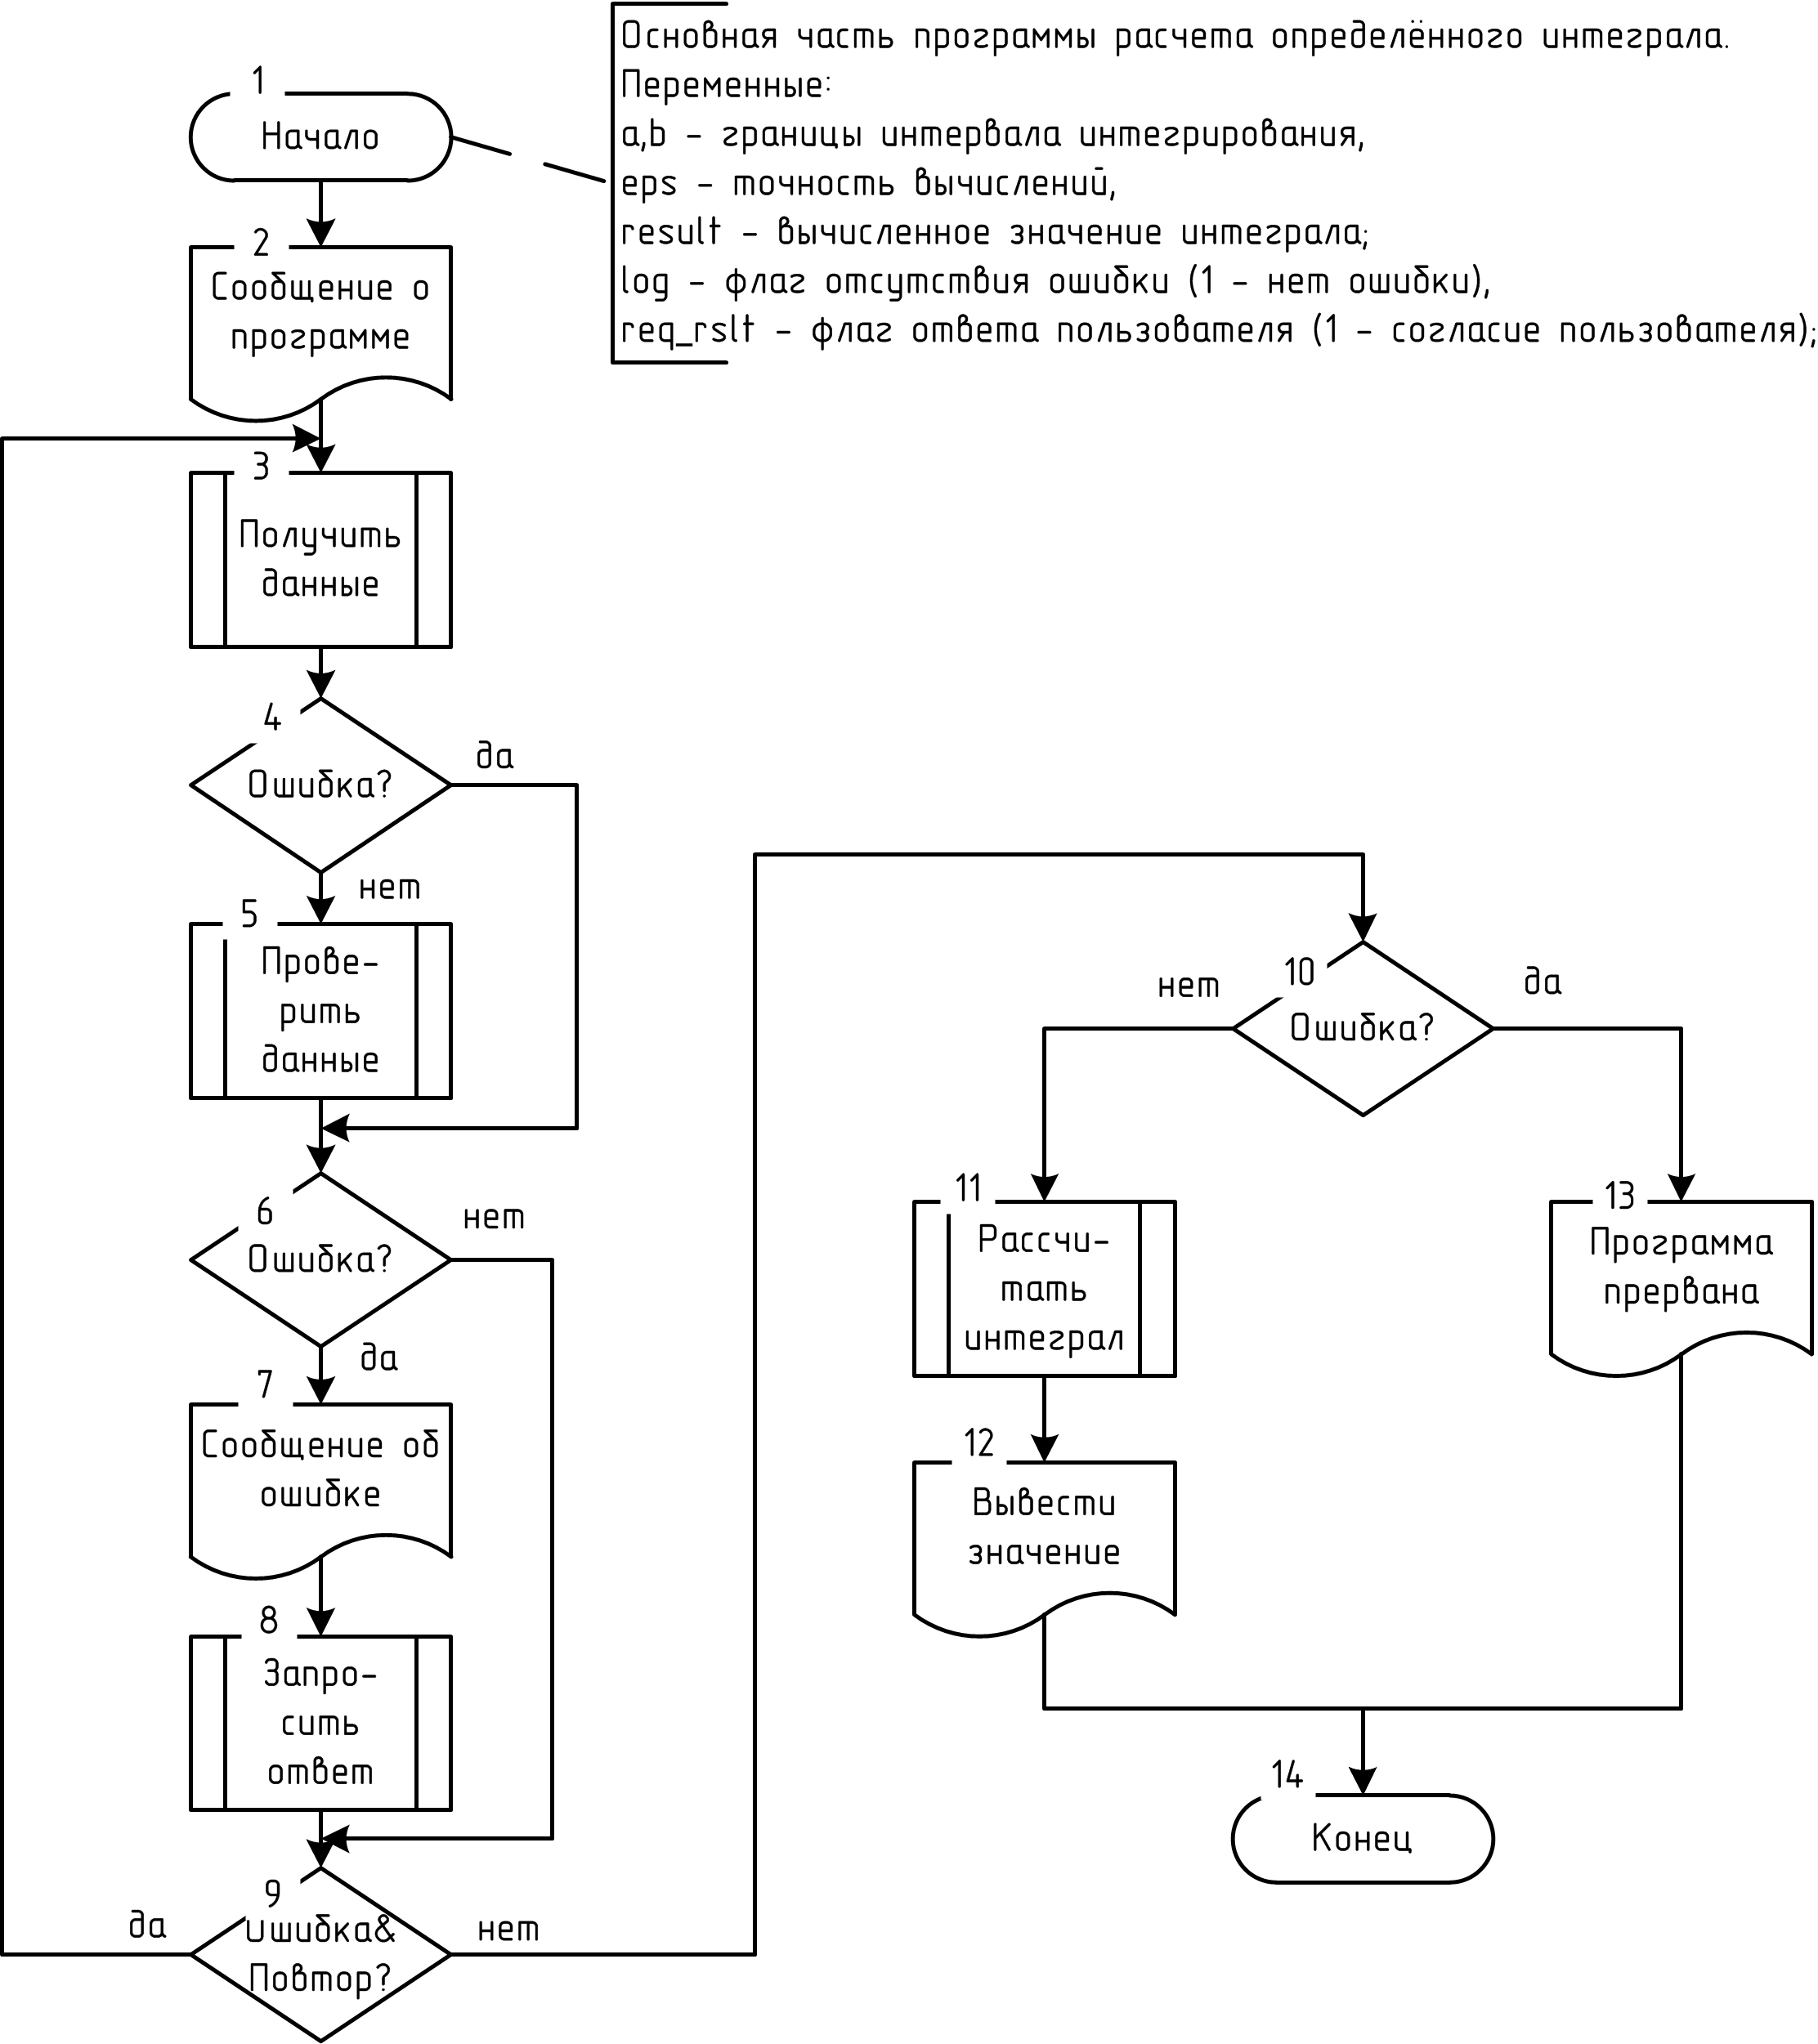 Основная часть программы расчета определённого интеграла.
Переменные:
a,b - границы интервала интегрирования,
eps - точность вычислений,
result - вычисленное значение интеграла;
log - флаг отсутствия ошибки (1 - нет ошибки),
req_rslt - флаг ответа пользователя (1 - согласие пользователя);
1
Начало
2
Сообщение о
программе
3
Получить
данные
4
Ошибка?
да
нет
5
Прове-
рить
данные
6
Ошибка?
нет
да
7
Сообщение об
ошибке
8
Запро-
сить
ответ
9
Ошибка&
Повтор?
да
нет
10
Ошибка?
нет
да
11
Рассчи-
тать
интеграл
12
Вывести
значение
13
Программа
прервана
14
Конец